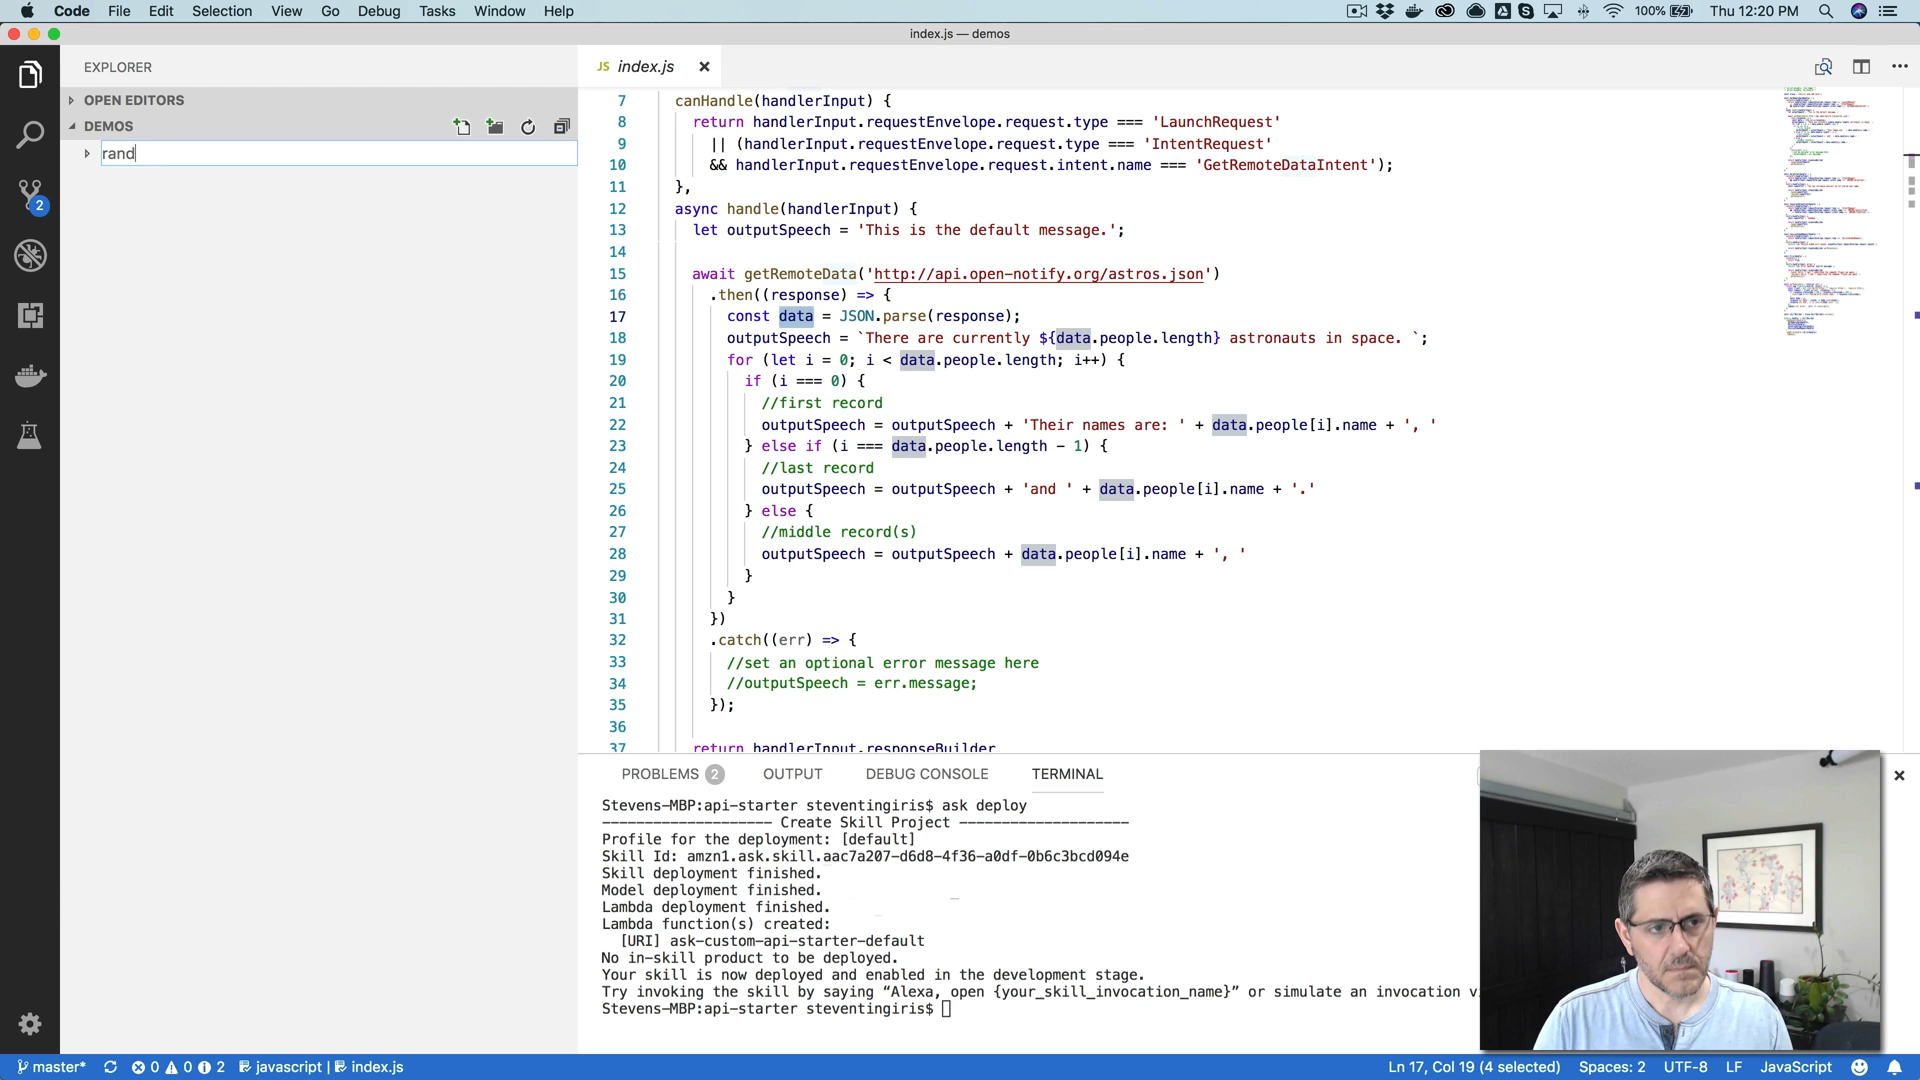 Code File Edit Selection View Go Debug Tasks Window Help
100% Thu 12:20 PM
index.js — demos
EXPLORER
OPEN EDITORS
DEMOS
rand
2
JS index.js
7 canHandle(handlerInput) {
8 return handlerInput.requestEnvelope.request.type === 'LaunchRequest'
9 || (handlerInput.requestEnvelope.request.type === 'IntentRequest'
10 && handlerInput.requestEnvelope.request.intent.name === 'GetRemoteDataIntent');
11 },
12 async handle(handlerInput) {
13 let outputSpeech = 'This is the default message.';
14
15 await getRemoteData('http://api.open-notify.org/astros.json')
16 .then((response) => {
17 const data = JSON.parse(response);
18 outputSpeech = `There are currently ${data.people.length} astronauts in space. `;
19 for (let i = 0; i < data.people.length; i++) {
20 if (i === 0) {
21 //first record
22 outputSpeech = outputSpeech + 'Their names are: ' + data.people[i].name + ', '
23 } else if (i === data.people.length - 1) {
24 //last record
25 outputSpeech = outputSpeech + 'and ' + data.people[i].name + '.'
26 } else {
27 //middle record(s)
28 outputSpeech = outputSpeech + data.people[i].name + ', '
29 }
30 }
31 })
32 .catch((err) => {
33 //set an optional error message here
34 //outputSpeech = err.message;
35 });
36
37 return handlerInput.responseBuilder
PROBLEMS 2 OUTPUT DEBUG CONSOLE TERMINAL
Stevens-MBP:api-starter steventingiris$ ask deploy
-------------------- Create Skill Project --------------------
Profile for the deployment: [default]
Skill Id: amzn1.ask.skill.aac7a207-d6d8-4f36-a0df-0b6c3bcd094e
Skill deployment finished.
Model deployment finished.
Lambda deployment finished.
Lambda function(s) created:
[URI] ask-custom-api-starter-default
No in-skill product to be deployed.
Your skill is now deployed and enabled in the development stage.
Try invoking the skill by saying “Alexa, open {your_skill_invocation_name}” or simulate an invocation v
Stevens-MBP:api-starter steventingiris$
master* 0 0 2 javascript | index.js Ln 17, Col 19 (4 selected) Spaces: 2 UTF-8 LF JavaScript